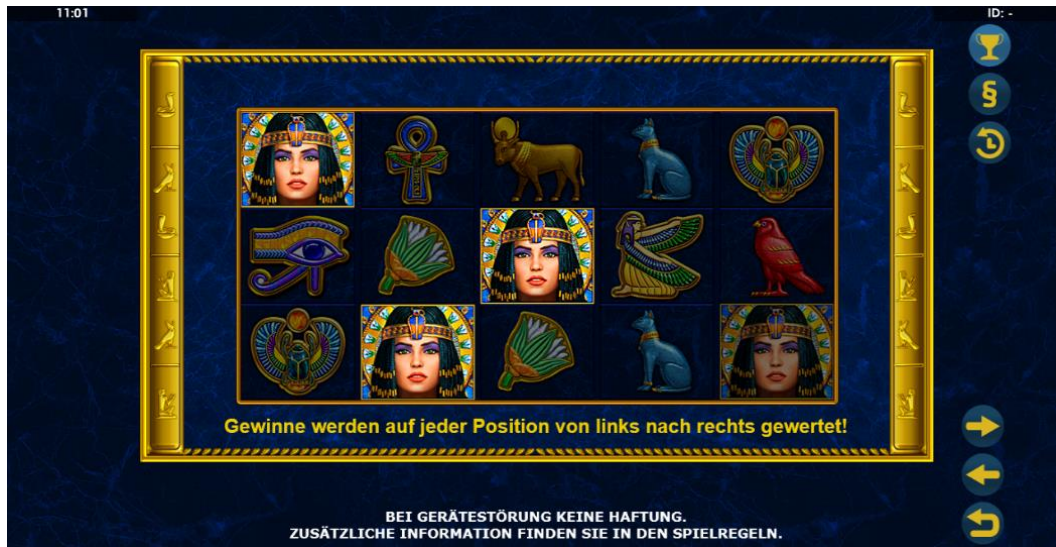 11:01
ID: -
§
Gewinne werden auf jeder Position von links nach rechts gewertet!
BEI GERÄTESTÖRUNG KEINE HAFTUNG.
ZUSÄTZLICHE INFORMATION FINDEN SIE IN DEN SPIELREGELN.